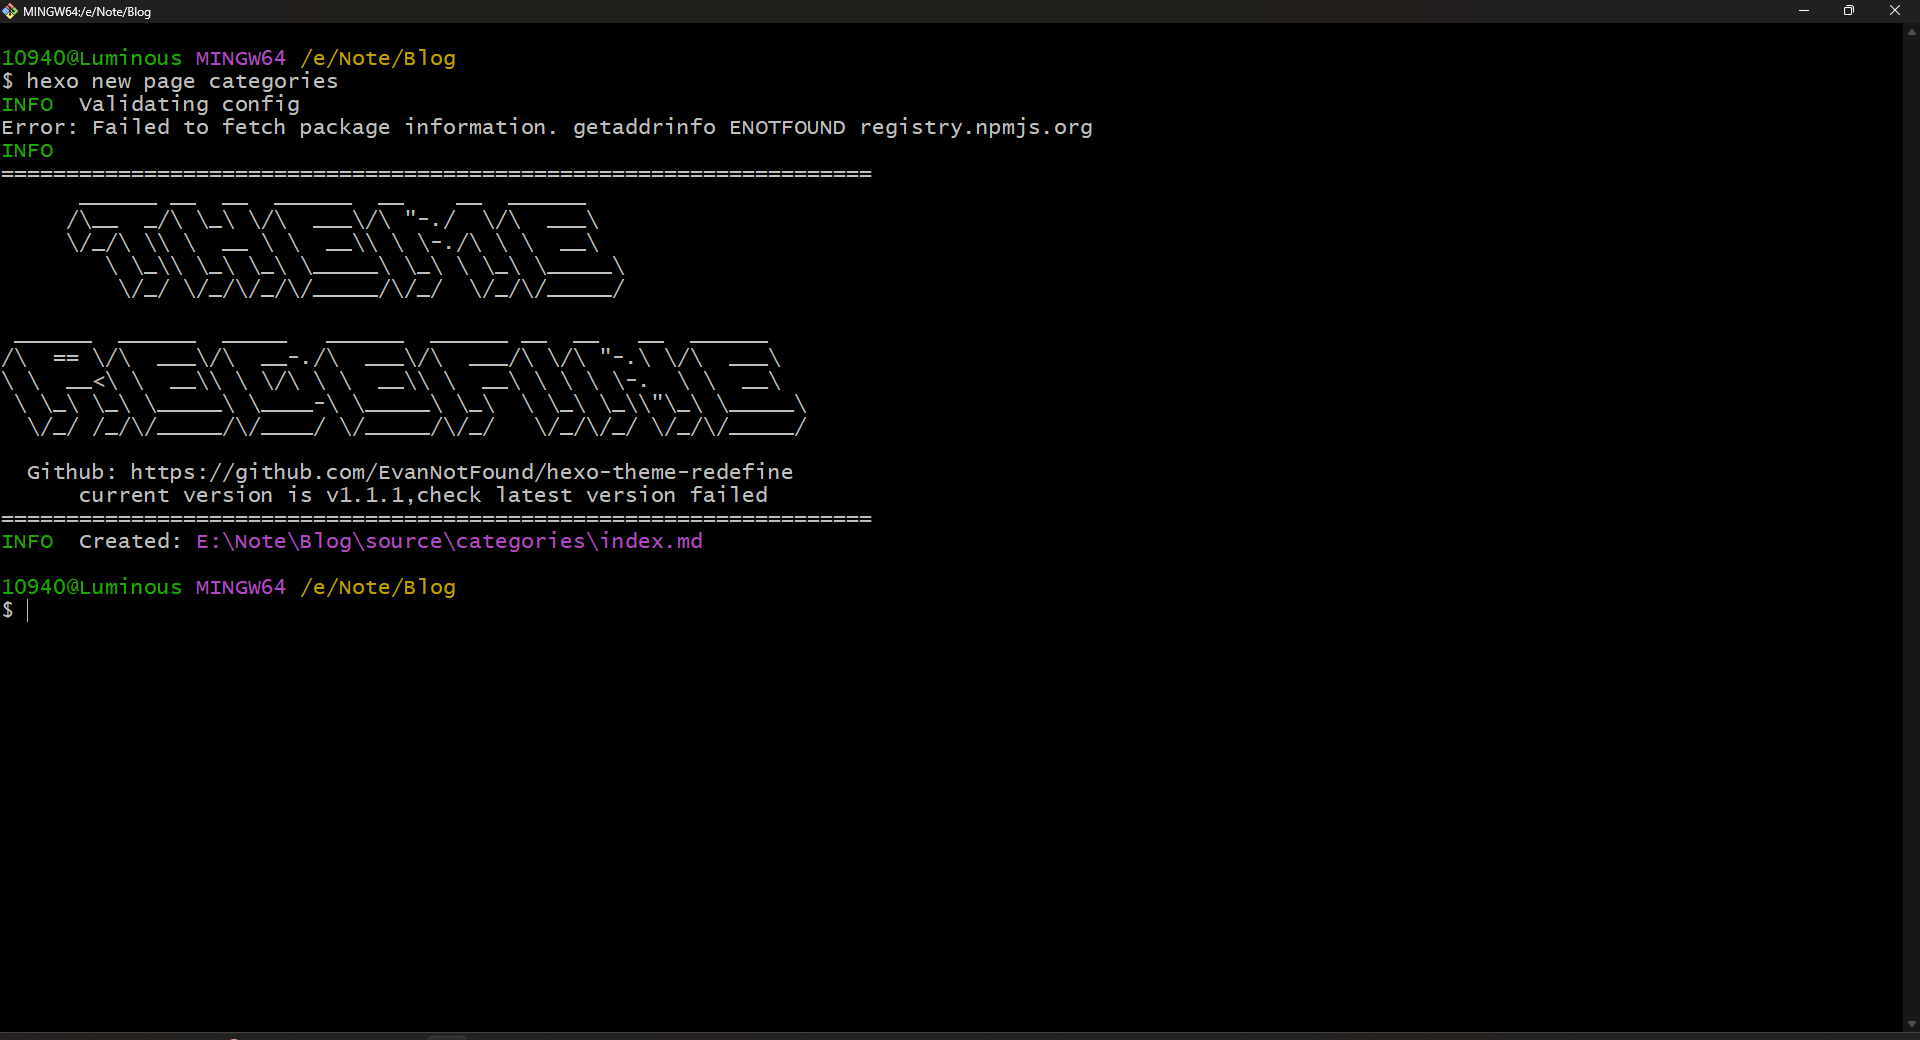 MINGW64:/e/Note/Blog
10940@Luminous MINGW64 /e/Note/Blog
$ hexo new page categories
INFO  Validating config
Error: Failed to fetch package information. getaddrinfo ENOTFOUND registry.npmjs.org
INFO
===================================================================
THEME
REDEFINE
Github: https://github.com/EvanNotFound/hexo-theme-redefine
current version is v1.1.1,check latest version failed
===================================================================
INFO  Created: E:\Note\Blog\source\categories\index.md
10940@Luminous MINGW64 /e/Note/Blog
$